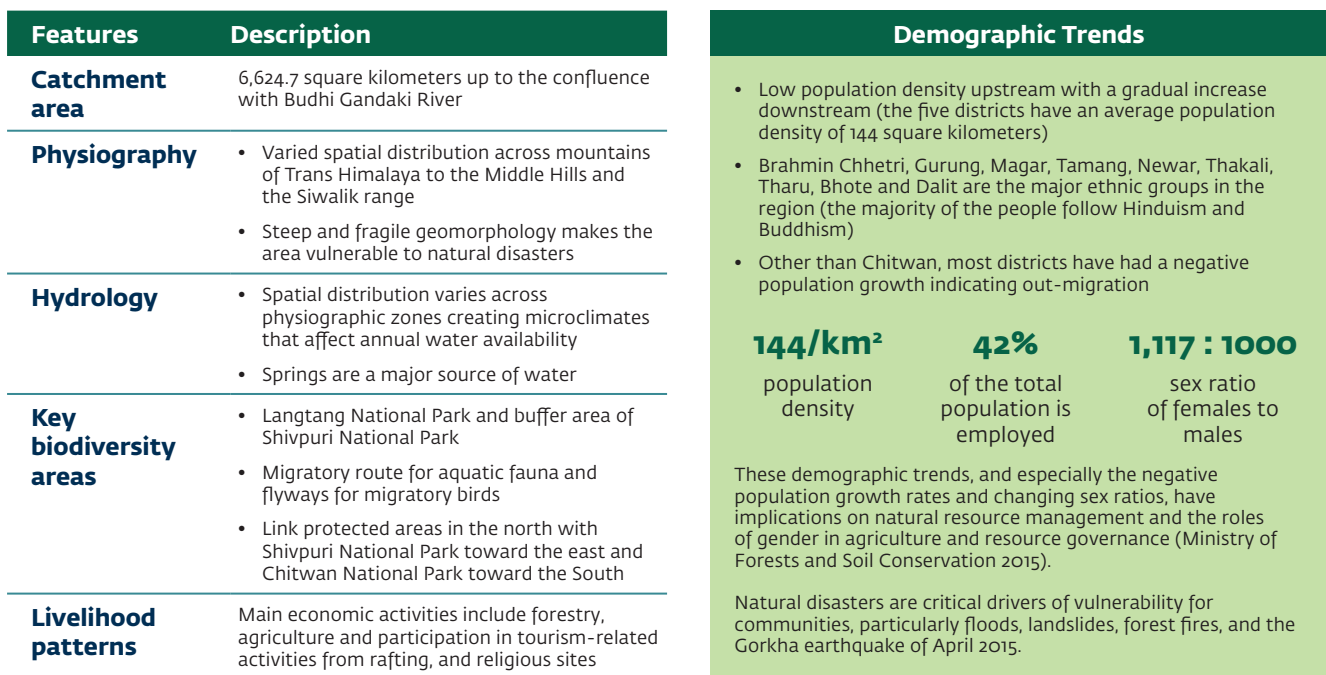 Features Description
Catchment
area
6,624.7 square kilometers up to the confluence
with Budhi Gandaki River
Physiography
• Varied spatial distribution across mountains
of Trans Himalaya to the Middle Hills and
the Siwalik range
• Steep and fragile geomorphology makes the
area vulnerable to natural disasters
Hydrology
• Spatial distribution varies across
physiographic zones creating microclimates
that affect annual water availability
• Springs are a major source of water
Key
biodiversity
areas
• Langtang National Park and buffer area of
Shivpuri National Park
• Migratory route for aquatic fauna and
flyways for migratory birds
• Link protected areas in the north with
Shivpuri National Park toward the east and
Chitwan National Park toward the South
Livelihood
patterns
Main economic activities include forestry,
agriculture and participation in tourism-related
activities from rafting, and religious sites
Demographic Trends
• Low population density upstream with a gradual increase
downstream (the five districts have an average population
density of 144 square kilometers)
• Brahmin Chhetri, Gurung, Magar, Tamang, Newar, Thakali,
Tharu, Bhote and Dalit are the major ethnic groups in the
region (the majority of the people follow Hinduism and
Buddhism)
• Other than Chitwan, most districts have had a negative
population growth indicating out-migration
144/km²
population
density
42%
of the total
population is
employed
1,117 : 1000
sex ratio
of females to
males
These demographic trends, and especially the negative
population growth rates and changing sex ratios, have
implications on natural resource management and the roles
of gender in agriculture and resource governance (Ministry of
Forests and Soil Conservation 2015).
Natural disasters are critical drivers of vulnerability for
communities, particularly floods, landslides, forest fires, and the
Gorkha earthquake of April 2015.